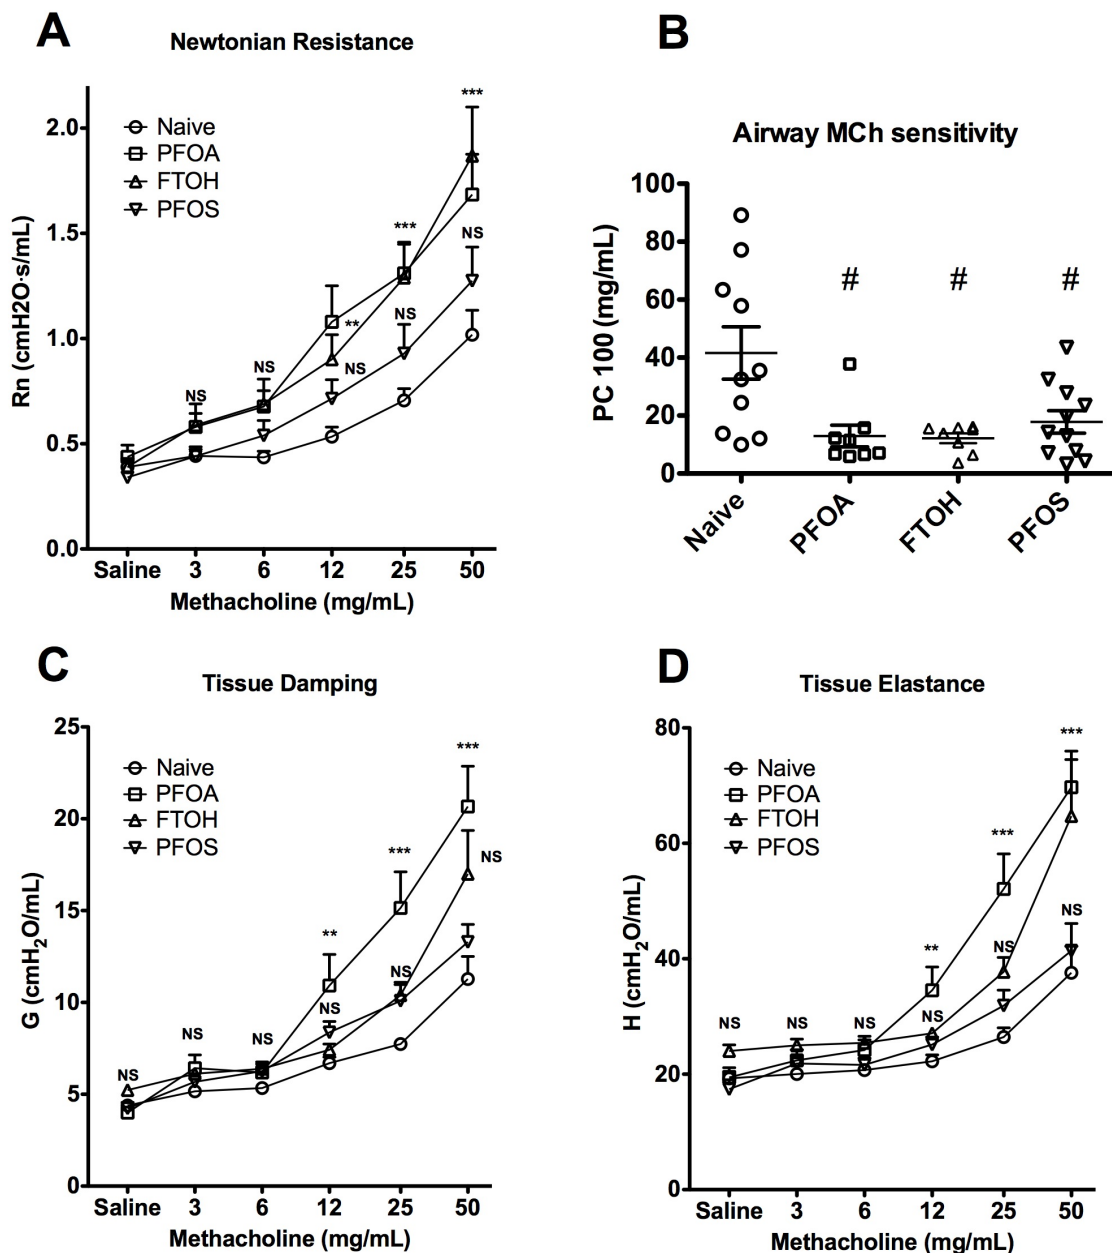 A
Newtonian Resistance
***
2.0
Naive
PFOA
FTOH
PFOS
***
NS
1.5
NS
**
1.0
NS
NS
NS
0.5
0.0
Rn (cmH2O·s/mL)
Saline 3 6 12 25 50
Methacholine (mg/mL)
B
Airway MCh sensitivity
100
80
60
40
20
0
PC 100 (mg/mL)
# # #
Naive PFOA FTOH PFOS
C
Tissue Damping
25
20
15
10
5
0
G (cmH₂O/mL)
Naive
PFOA
FTOH
PFOS
***
***
NS
**
NS
NS
NS
NS
NS
Saline 3 6 12 25 50
Methacholine (mg/mL)
D
Tissue Elastance
80
60
40
20
0
H (cmH₂O/mL)
Naive
PFOA
FTOH
PFOS
***
***
NS
**
NS
NS
NS NS NS
Saline 3 6 12 25 50
Methacholine (mg/mL)